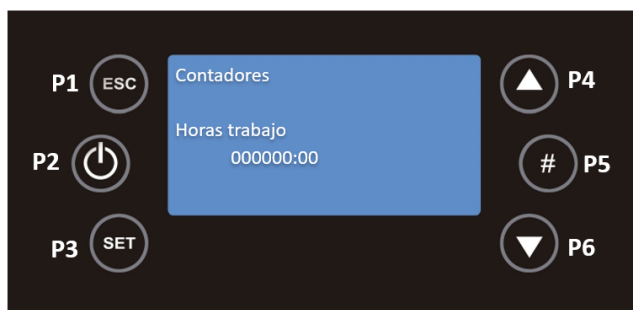 P1
ESC
Contadores
P4
Horas trabajo
000000:00
P2
#
P5
P3
SET
P6